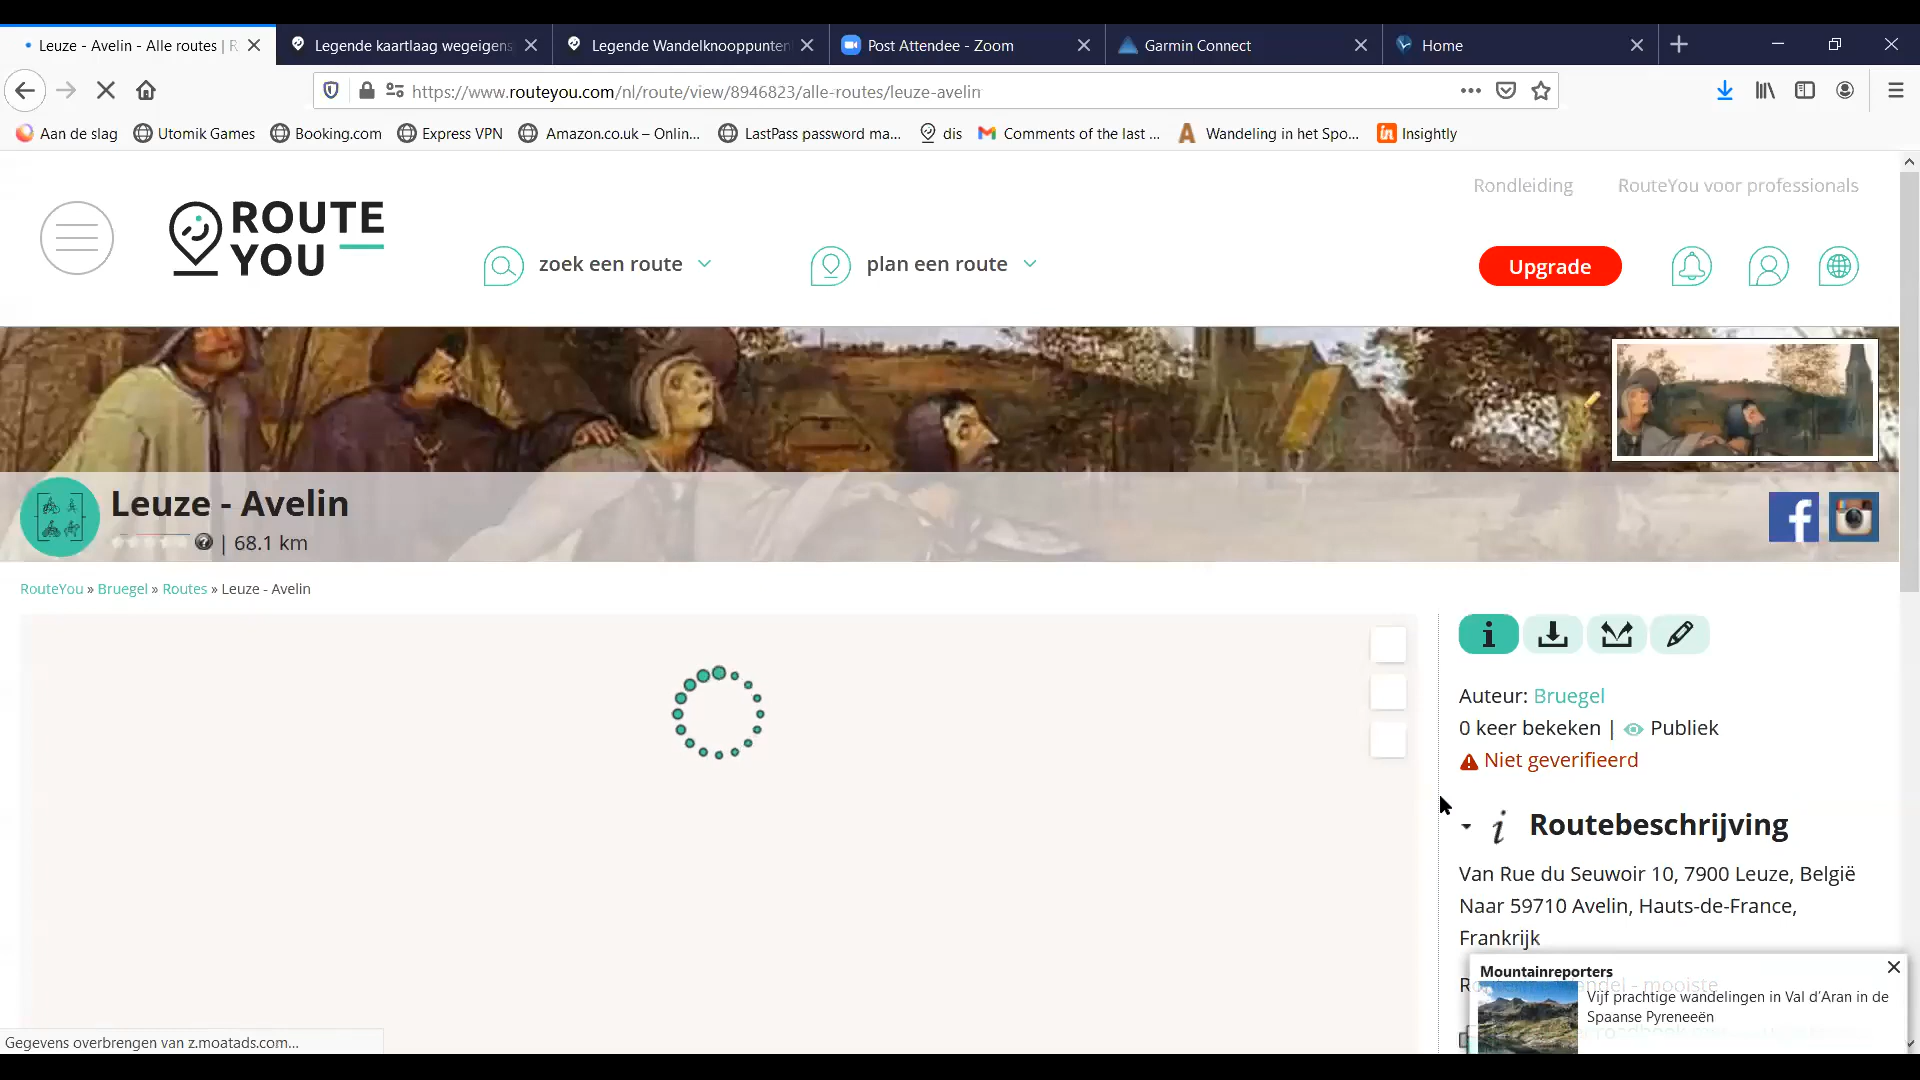 Leuze - Avelin - Alle routes | R
Legende kaartlaag wegeigens
Legende Wandelknooppunten
Post Attendee - Zoom
Garmin Connect
Home
https://www.routeyou.com/nl/route/view/8946823/alle-routes/leuze-avelin
Aan de slag
Utomik Games
Booking.com
Express VPN
Amazon.co.uk – Onlin...
LastPass password ma...
dis
Comments of the last ...
Wandeling in het Spo...
Insightly
Rondleiding
RouteYou voor professionals
ROUTE
YOU
zoek een route
plan een route
Upgrade
Leuze - Avelin
| 68.1 km
RouteYou » Bruegel » Routes » Leuze - Avelin
Auteur: Bruegel
0 keer bekeken | Publiek
Niet geverifieerd
Routebeschrijving
Van Rue du Seuwoir 10, 7900 Leuze, België
Naar 59710 Avelin, Hauts-de-France,
Frankrijk
Mountainreporters
Vijf prachtige wandelingen in Val d’Aran in de
Spaanse Pyreneeën
Gegevens overbrengen van z.moatads.com...